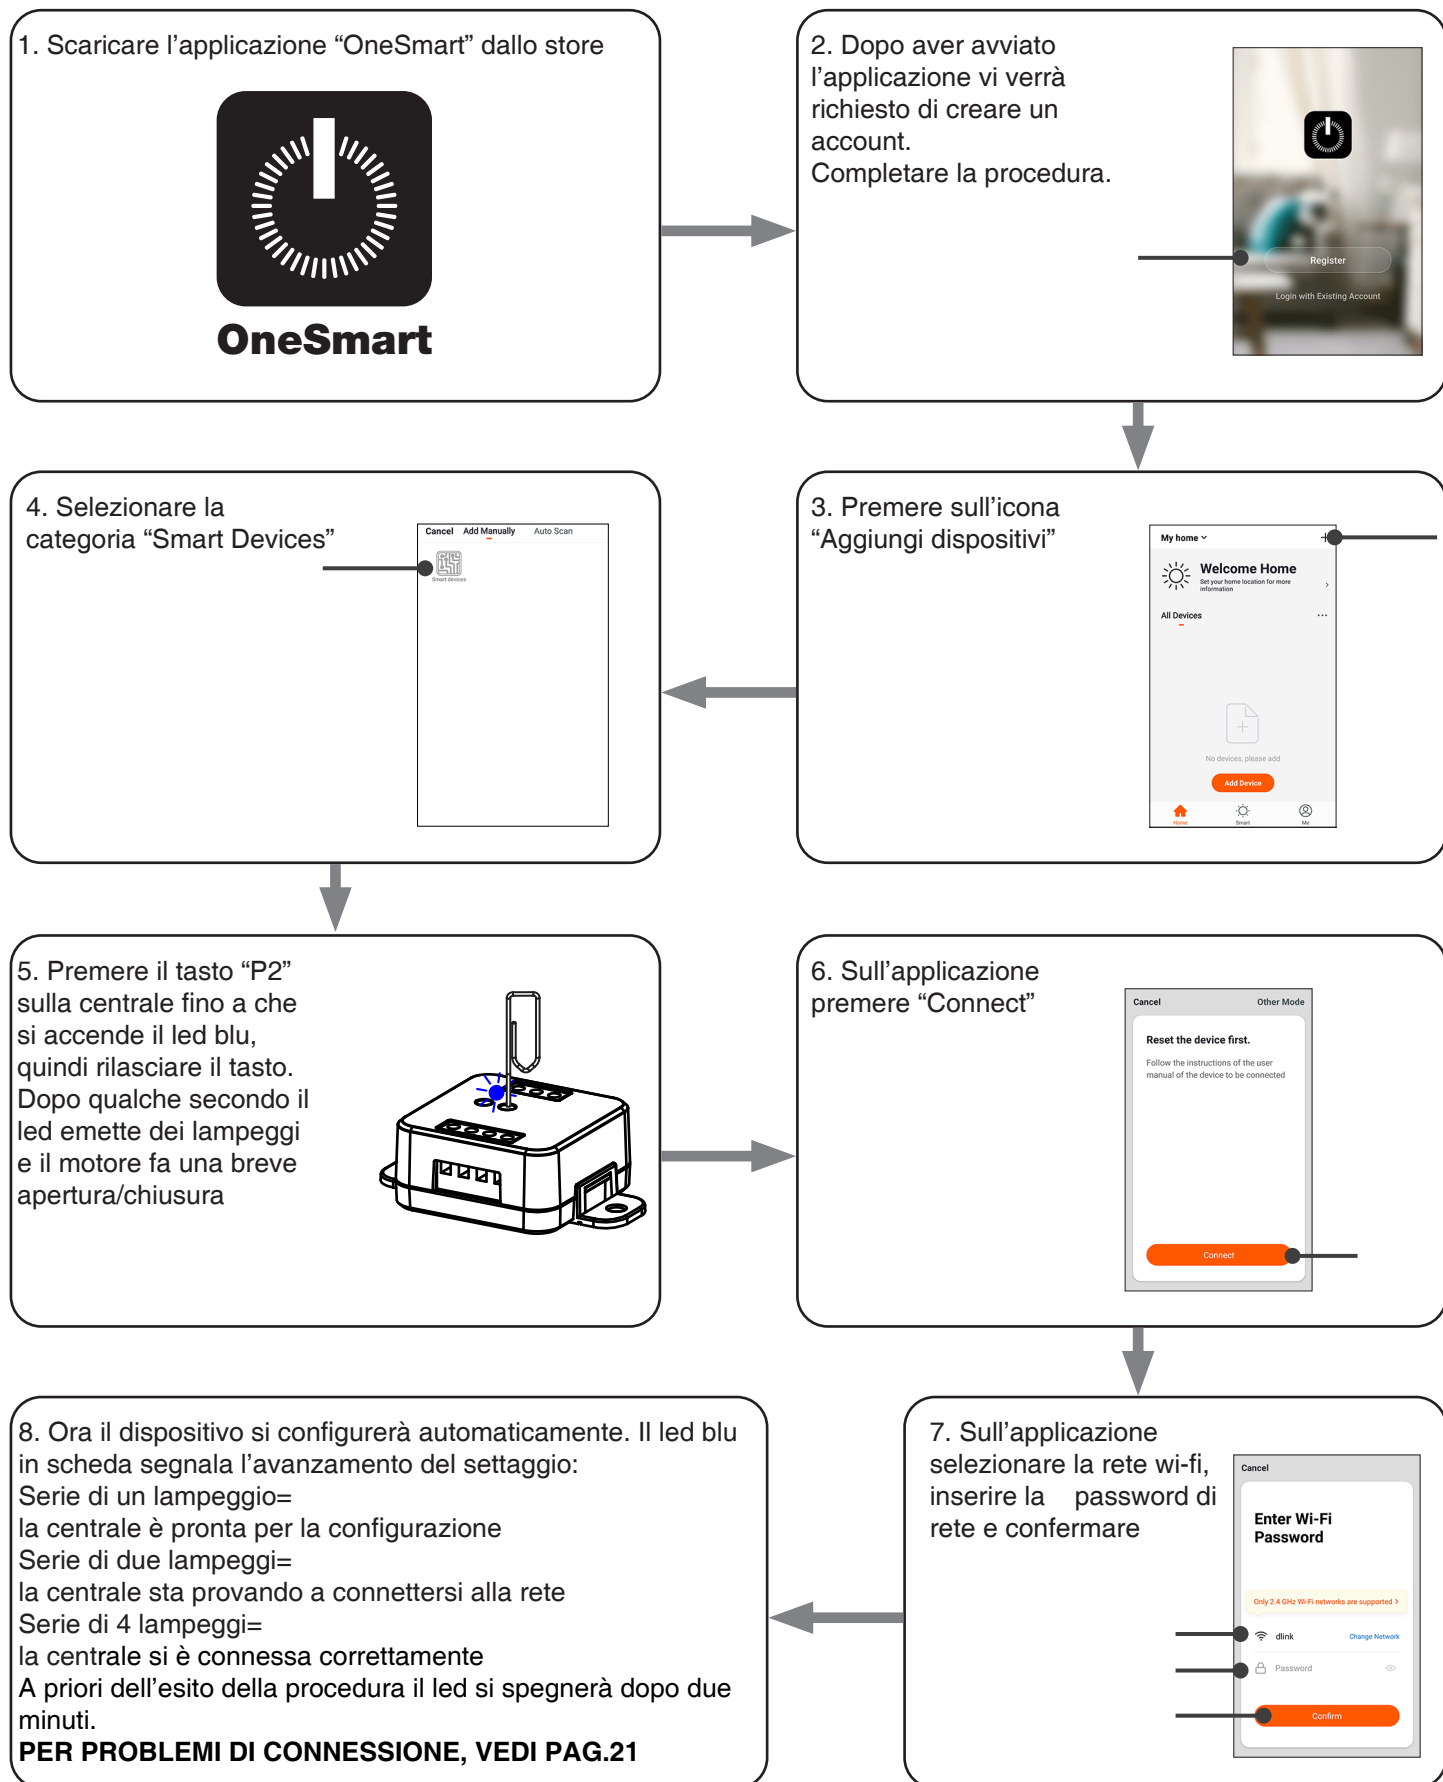 1. Scaricare l’applicazione “OneSmart” dallo store
OneSmart
2. Dopo aver avviato
l’applicazione vi verrà
richiesto di creare un
account.
Completare la procedura.
Register
Login with Existing Account
3. Premere sull’icona
“Aggiungi dispositivi”
My home
Welcome Home
Set your home location for more
information
All Devices
No devices, please add
Add Device
Home
Smart
Me
4. Selezionare la
categoria “Smart Devices”
Cancel Add Manually Auto Scan
Smart devices
5. Premere il tasto “P2”
sulla centrale fino a che
si accende il led blu,
quindi rilasciare il tasto.
Dopo qualche secondo il
led emette dei lampeggi
e il motore fa una breve
apertura/chiusura
6. Sull’applicazione
premere “Connect”
Cancel Other Mode
Reset the device first.
Follow the instructions of the user
manual of the device to be connected
Connect
7. Sull’applicazione
selezionare la rete wi-fi,
inserire la password di
rete e confermare
Cancel
Enter Wi-Fi
Password
Only 2.4 GHz Wi-Fi networks are supported >
dlink Change Network
Password
Confirm
8. Ora il dispositivo si configurerà automaticamente. Il led blu
in scheda segnala l’avanzamento del settaggio:
Serie di un lampeggio=
la centrale è pronta per la configurazione
Serie di due lampeggi=
la centrale sta provando a connettersi alla rete
Serie di 4 lampeggi=
la centrale si è connessa correttamente
A priori dell’esito della procedura il led si spegnerà dopo due
minuti.
PER PROBLEMI DI CONNESSIONE, VEDI PAG.21